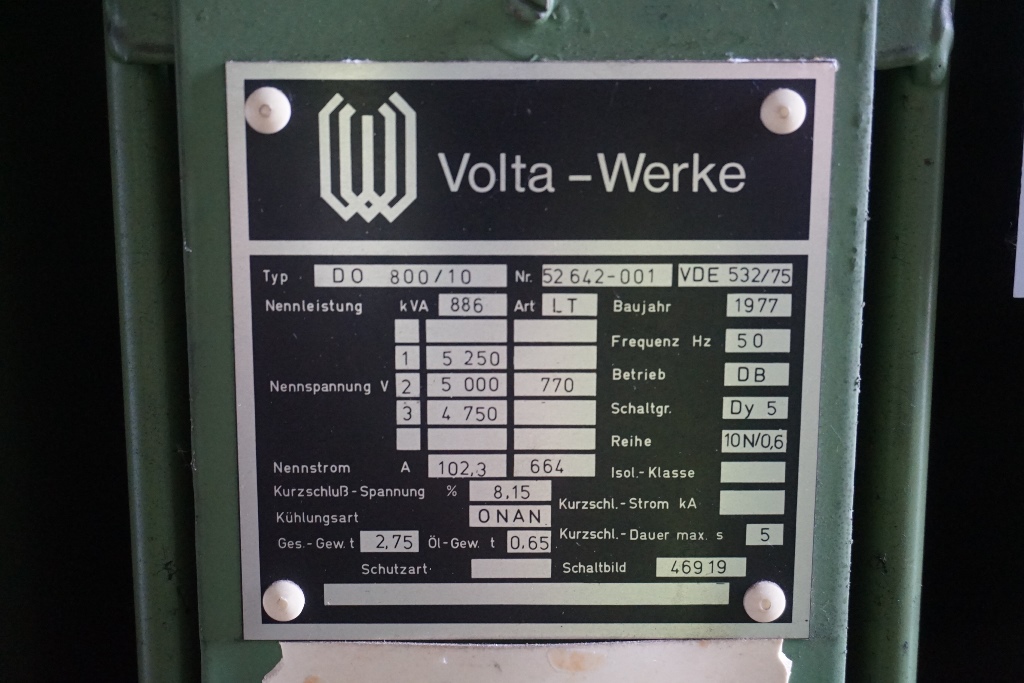 Volta-Werke
Typ DO 800/10 Nr. 52642-001 VDE 532/75
Nennleistung kVA 886 Art LT Baujahr 1977
Frequenz Hz 50
1 5 250
Betrieb DB
Nennspannung V 2 5 000 770
Schaltgr. Dy 5
3 4 750
Reihe 10N/0,6
Nennstrom A 102,3 664 Isol.-Klasse
Kurzschluß-Spannung % 8,15 Kurzschl.-Strom kA
Kühlungsart ONAN
Ges.-Gew. t 2,75 Öl-Gew. t 0,65 Kurzschl.-Dauer max. s 5
Schutzart Schaltbild 46919